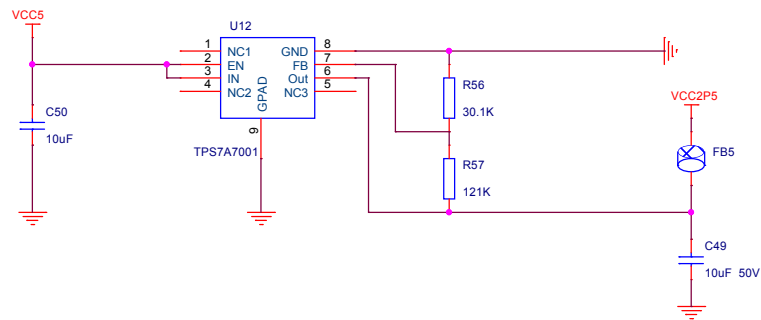 VCC5
U12
1 NC1 GND 8
2 EN FB 7
3 IN Out 6
4 NC2 NC3 5
GPAD
9
TPS7A7001
C50
10uF
R56
30.1K
R57
121K
VCC2P5
FB5
C49
10uF 50V